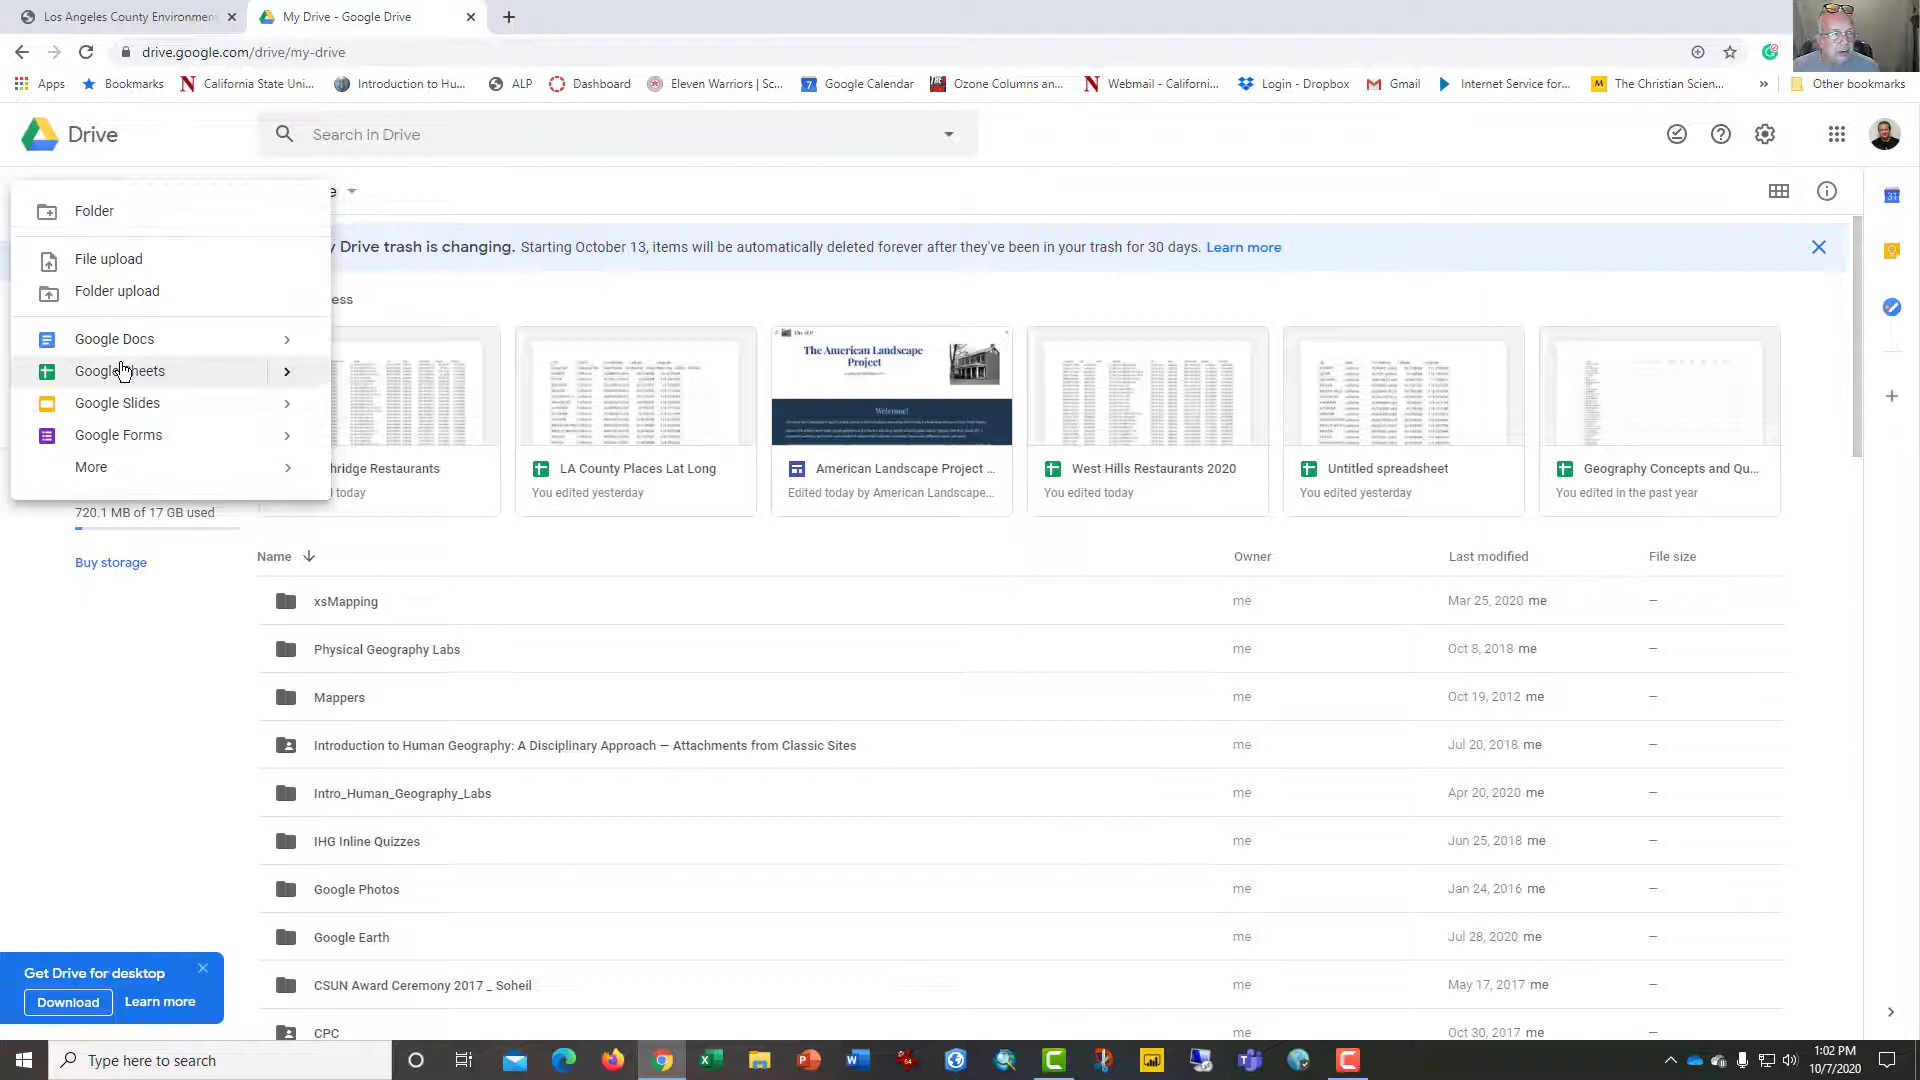 Los Angeles County Environmen
My Drive - Google Drive
drive.google.com/drive/my-drive
Apps
Bookmarks
California State Uni...
Introduction to Hu...
ALP
Dashboard
Eleven Warriors | Sc...
Google Calendar
Ozone Columns an...
Webmail - Californi...
Login - Dropbox
Gmail
Internet Service for...
The Christian Scien...
»
Other bookmarks
Drive
Search in Drive
e
Folder
File upload
Folder upload
Google Docs
Google Sheets
Google Slides
Google Forms
More
y Drive trash is changing. Starting October 13, items will be automatically deleted forever after they've been in your trash for 30 days. Learn more
ess
The ALP
The American Landscape
Project
Welcome!
hridge Restaurants
today
LA County Places Lat Long
You edited yesterday
American Landscape Project ...
Edited today by American Landscape...
West Hills Restaurants 2020
You edited today
Untitled spreadsheet
You edited yesterday
Geography Concepts and Qu...
You edited in the past year
720.1 MB of 17 GB used
Buy storage
Name Owner Last modified File size
xsMapping me Mar 25, 2020 me –
Physical Geography Labs me Oct 8, 2018 me –
Mappers me Oct 19, 2012 me –
Introduction to Human Geography: A Disciplinary Approach — Attachments from Classic Sites me Jul 20, 2018 me –
Intro_Human_Geography_Labs me Apr 20, 2020 me –
IHG Inline Quizzes me Jun 25, 2018 me –
Google Photos me Jan 24, 2016 me –
Google Earth me Jul 28, 2020 me –
CSUN Award Ceremony 2017 _ Soheil me May 17, 2017 me –
CPC me Oct 30, 2017 me –
Get Drive for desktop
Download Learn more
Type here to search
1:02 PM
10/7/2020